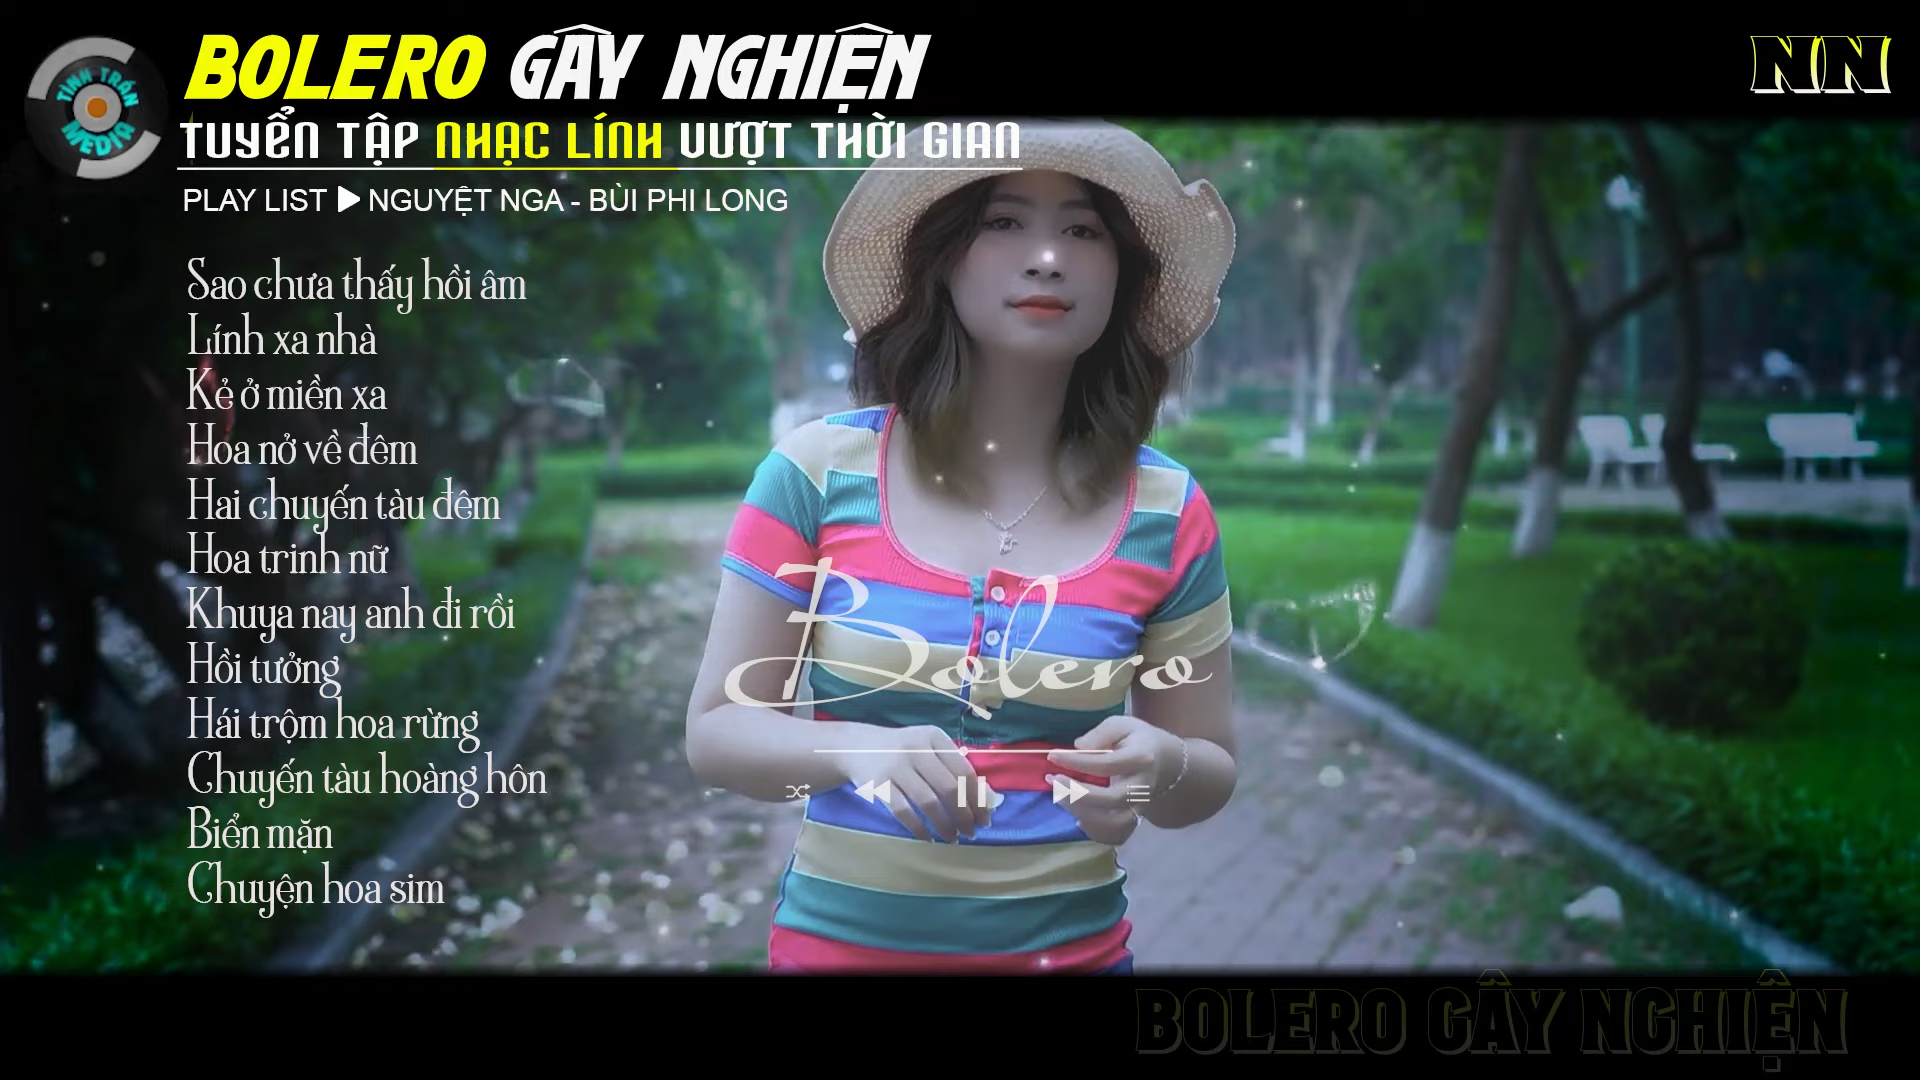 BOLERO GÂY NGHIỆN
NN
TÌNH TRẦN
MEDIA
TUYỂN TẬP NHẠC LÍNH VƯỢT THỜI GIAN
PLAY LIST ▶ NGUYỆT NGA - BÙI PHI LONG
Sao chưa thấy hồi âm
Lính xa nhà
Kẻ ở miền xa
Hoa nở về đêm
Hai chuyến tàu đêm
Hoa trinh nữ
Khuya nay anh đi rồi
Hồi tưởng
Hái trộm hoa rừng
Chuyến tàu hoàng hôn
Biển mặn
Chuyện hoa sim
Bolero
BOLERO GÂY NGHIỆN